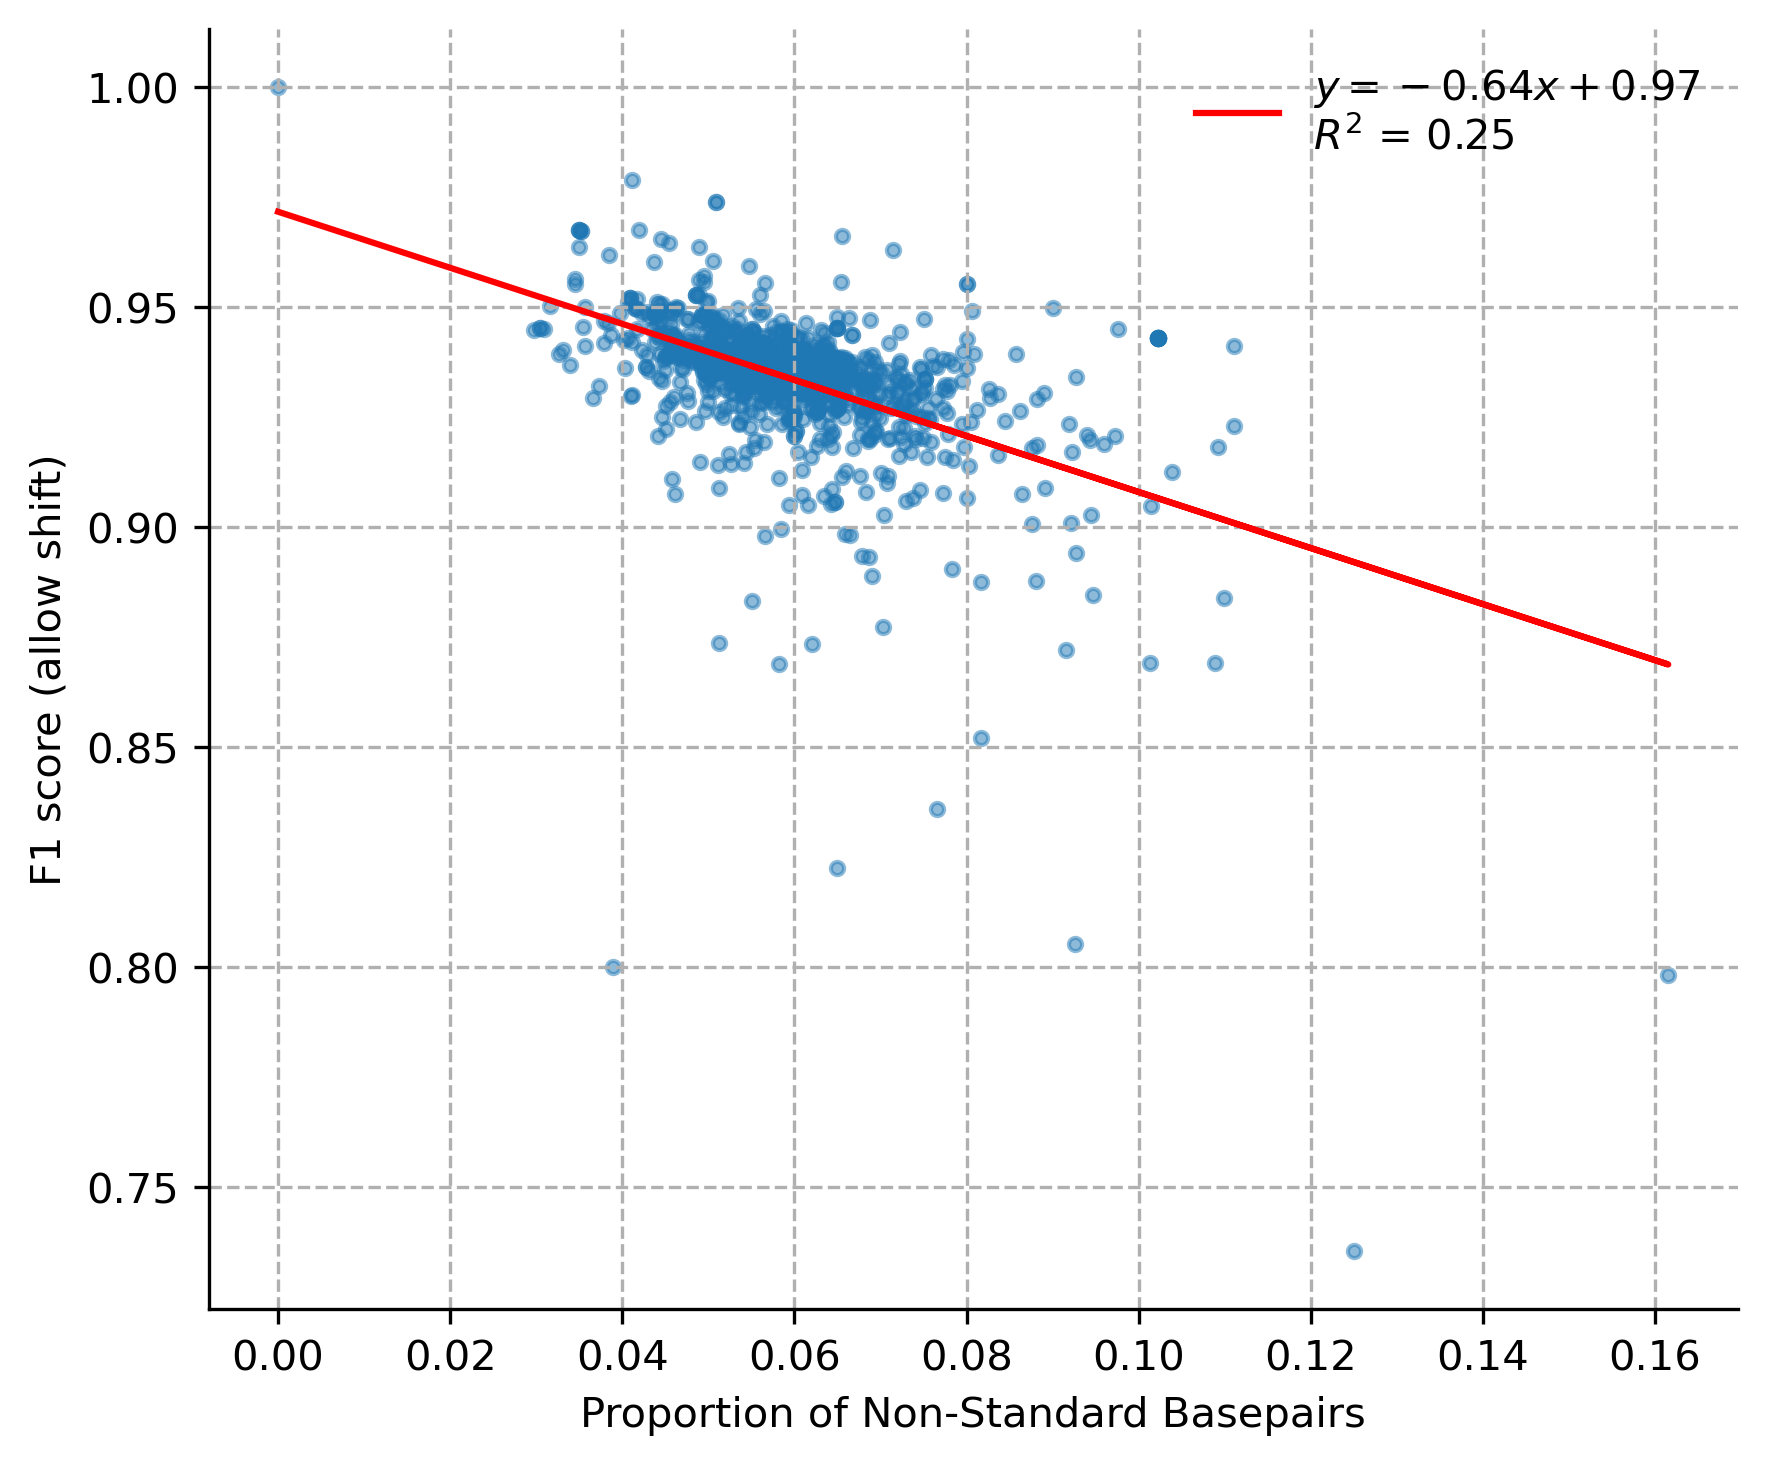 y = −0.64x + 0.97
R² = 0.25
1.00
0.95
0.90
0.85
0.80
0.75
F1 score (allow shift)
0.00 0.02 0.04 0.06 0.08 0.10 0.12 0.14 0.16
Proportion of Non-Standard Basepairs